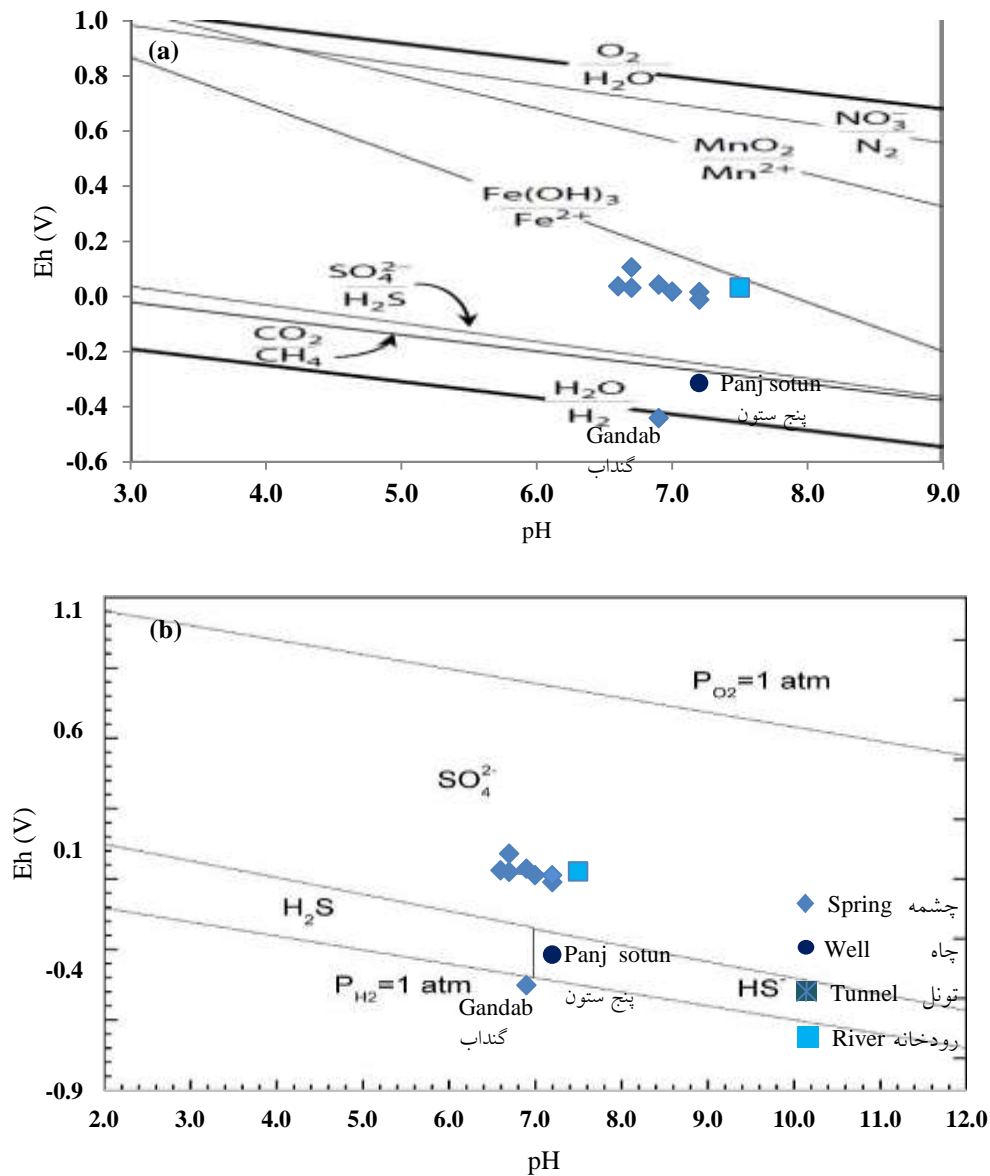 (a)
1.0
0.8
0.6
0.4
0.2
0.0
-0.2
-0.4
-0.6
Eh (V)
O₂
H₂O
NO₃⁻
N₂
MnO₂
Mn²⁺
Fe(OH)₃
Fe²⁺
SO₄²⁻
H₂S
CO₂
CH₄
H₂O
H₂
Panj sotun
پنج ستون
Gandab
گنداب
3.0 4.0 5.0 6.0 7.0 8.0 9.0
pH
(b)
1.1
0.6
0.1
-0.4
-0.9
Eh (V)
P_O2=1 atm
SO₄²⁻
H₂S
P_H2=1 atm
HS⁻
Panj sotun
پنج ستون
Gandab
گنداب
Spring چشمه
Well چاه
Tunnel تونل
River رودخانه
2.0 3.0 4.0 5.0 6.0 7.0 8.0 9.0 10.0 11.0 12.0
pH